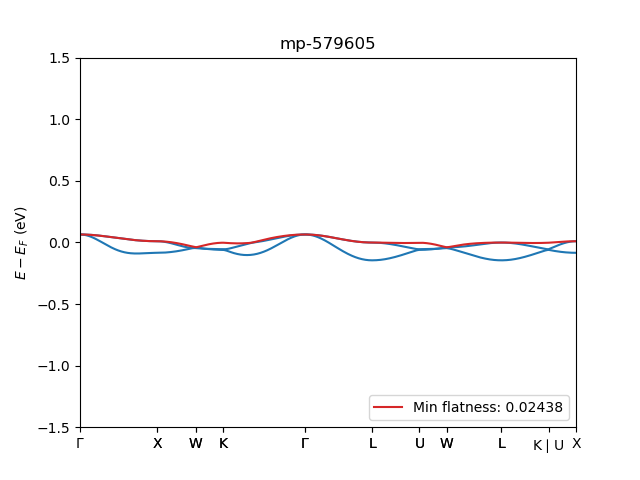 mp-579605
1.5
1.0
0.5
0.0
−0.5
−1.0
−1.5
E − E_F (eV)
Min flatness: 0.02438
Γ X W K Γ L U W L K | U X